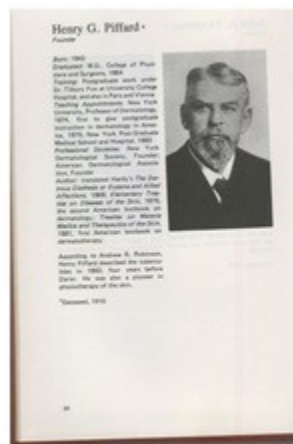 Henry G. Piffard*
Founder
Born: 1842
Graduated: M.D., College of Physi-
cians and Surgeons, 1864
Training: Postgraduate work under
Dr. Tilbury Fox at University College
Hospital, and also in Paris and Vienna
Teaching Appointments: New York
University, Professor of Dermatology,
1874, first to give postgraduate
instruction in dermatology in Amer-
ica, 1875; New York Post-Graduate
Medical School and Hospital,
Professional Societies: New York
Dermatological Society, Founder;
American Dermatological Associa-
tion, Founder
Author: translated Hardy's The Dar-
trous Diathesis or Eczema and Allied
Affections, 1868; Elementary Trea-
tise on Diseases of the Skin, 1876,
the second American textbook on
dermatology; Treatise on Materia
Medica and Therapeutics of the Skin,
1881, first American textbook on
dermatotherapy
According to Andrew R. Robinson,
Henry Piffard described the
four years before
Darier. He was also a pioneer in
phototherapy of the skin.
*Deceased, 1910